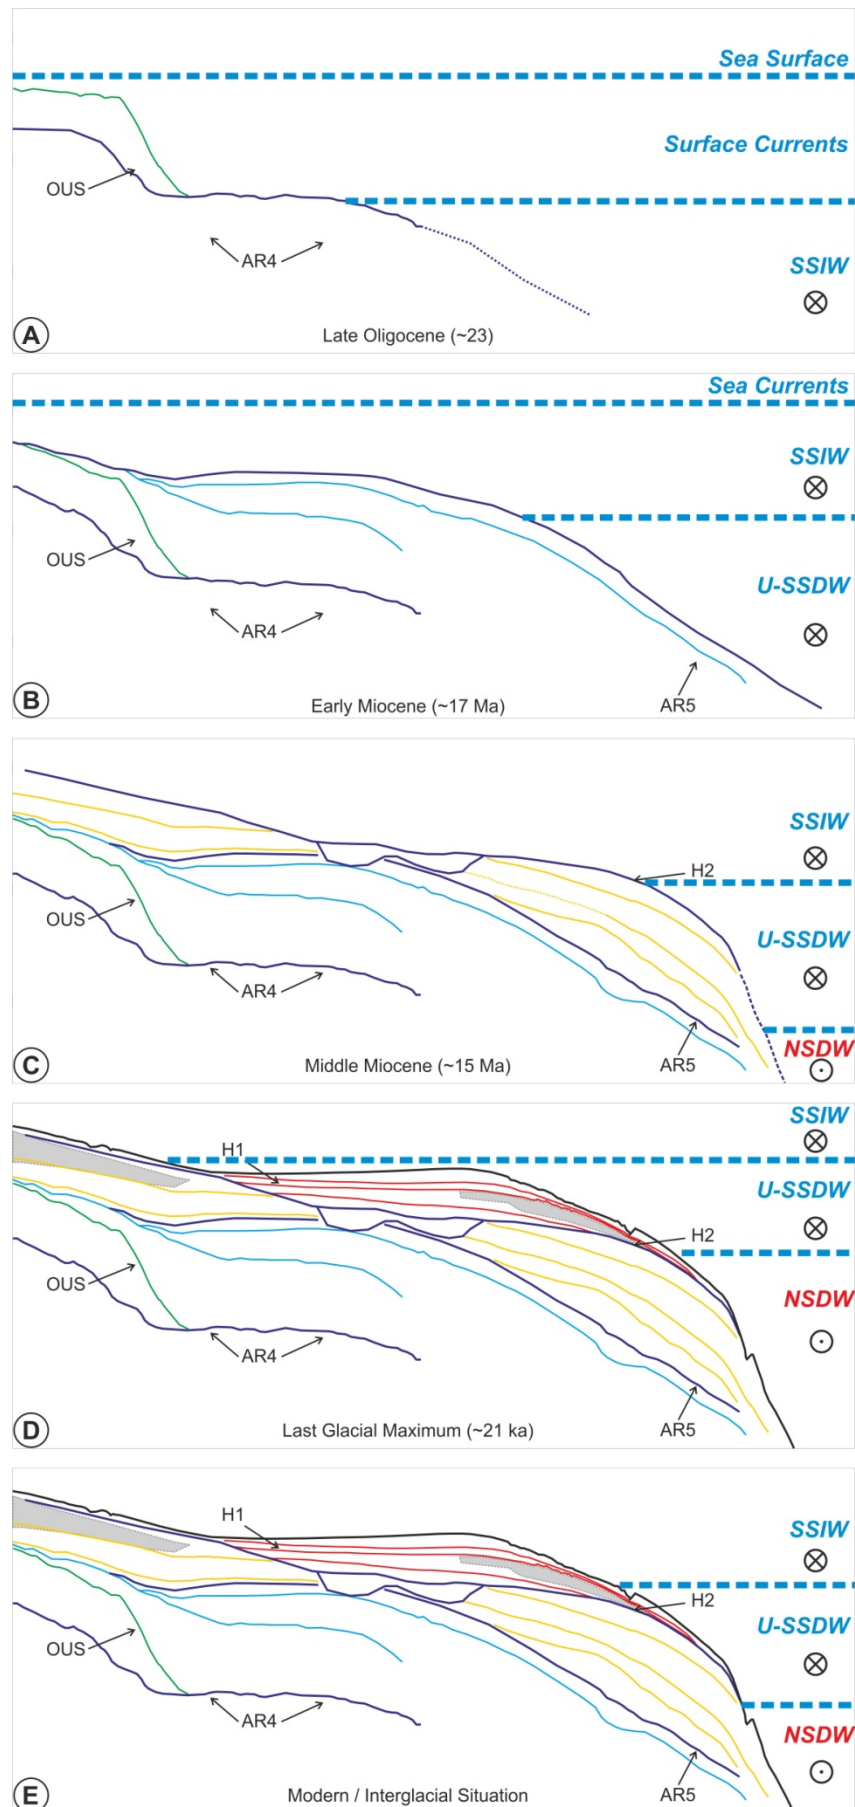 Sea Surface
Surface Currents
OUS
AR4
SSIW
A
Late Oligocene (~23)
Sea Currents
SSIW
OUS
U-SSDW
AR4
AR5
B
Early Miocene (~17 Ma)
SSIW
H2
OUS
U-SSDW
AR4
NSDW
AR5
C
Middle Miocene (~15 Ma)
SSIW
H1
U-SSDW
H2
OUS
NSDW
AR4
AR5
D
Last Glacial Maximum (~21 ka)
H1
SSIW
H2
U-SSDW
OUS
AR4
NSDW
AR5
E
Modern / Interglacial Situation